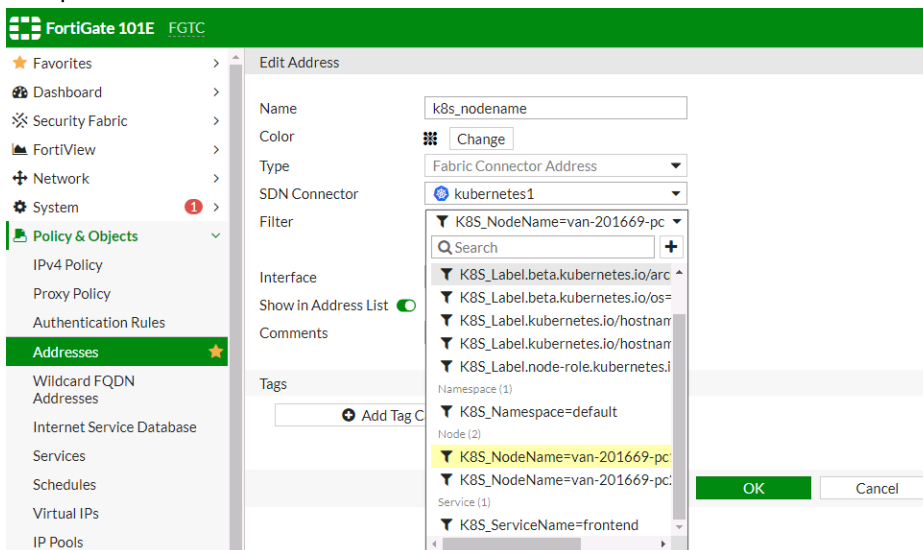 FortiGate 101E FGTC
Favorites
Dashboard
Security Fabric
FortiView
Network
System 1
Policy & Objects
IPv4 Policy
Proxy Policy
Authentication Rules
Addresses
Wildcard FQDN
Addresses
Internet Service Database
Services
Schedules
Virtual IPs
IP Pools
Edit Address
Name k8s_nodename
Color Change
Type Fabric Connector Address
SDN Connector kubernetes1
Filter K8S_NodeName=van-201669-pc
Search
Interface
Show in Address List
Comments
K8S_Label.beta.kubernetes.io/arc
K8S_Label.beta.kubernetes.io/os=
K8S_Label.kubernetes.io/hostnam
K8S_Label.kubernetes.io/hostnam
K8S_Label.node-role.kubernetes.i
Namespace (1)
K8S_Namespace=default
Node (2)
K8S_NodeName=van-201669-pc1
K8S_NodeName=van-201669-pc2
Service (1)
K8S_ServiceName=frontend
Tags
Add Tag C
OK Cancel